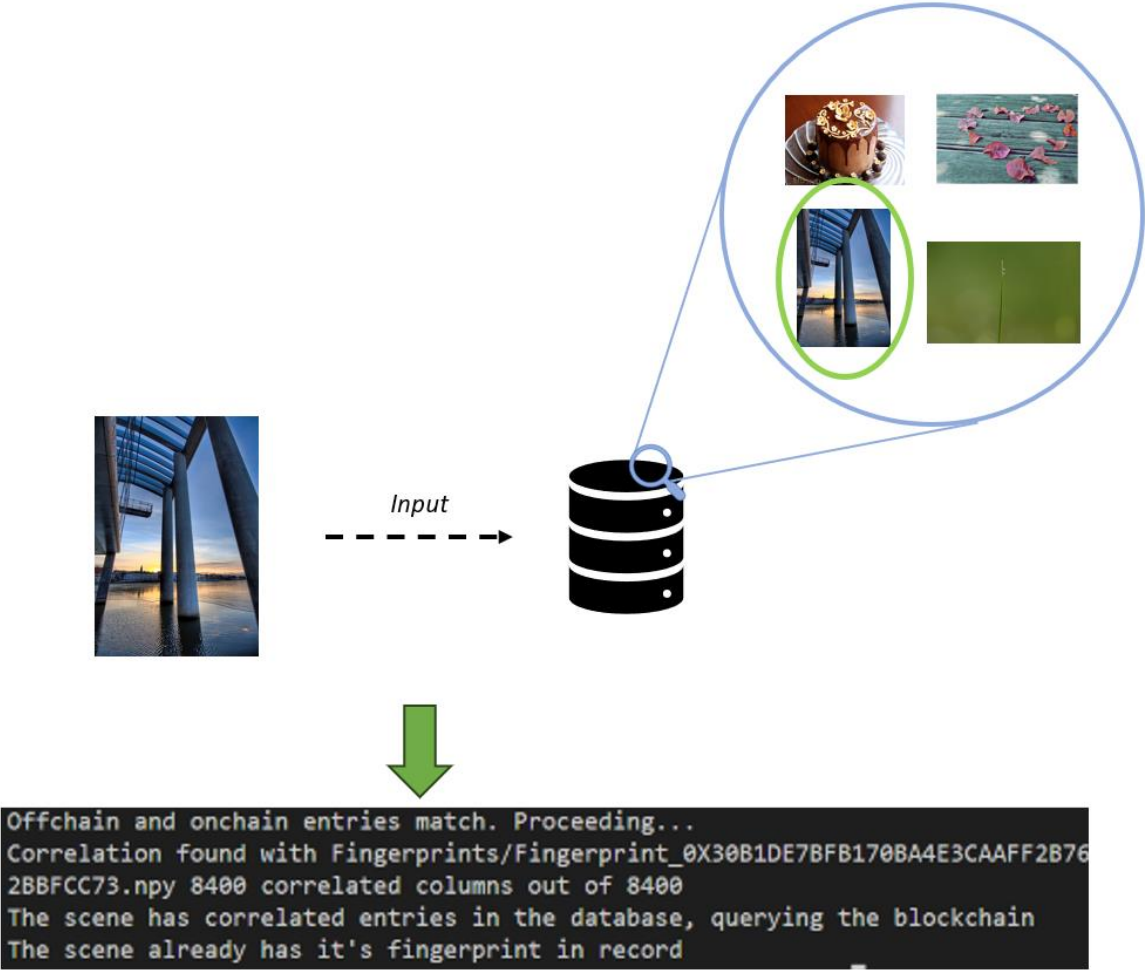 Input
Offchain and onchain entries match. Proceeding...
Correlation found with Fingerprints/Fingerprint_0X30B1DE7BFB170BA4E3CAAFF2B76
2BBFCC73.npy 8400 correlated columns out of 8400
The scene has correlated entries in the database, querying the blockchain
The scene already has it's fingerprint in record